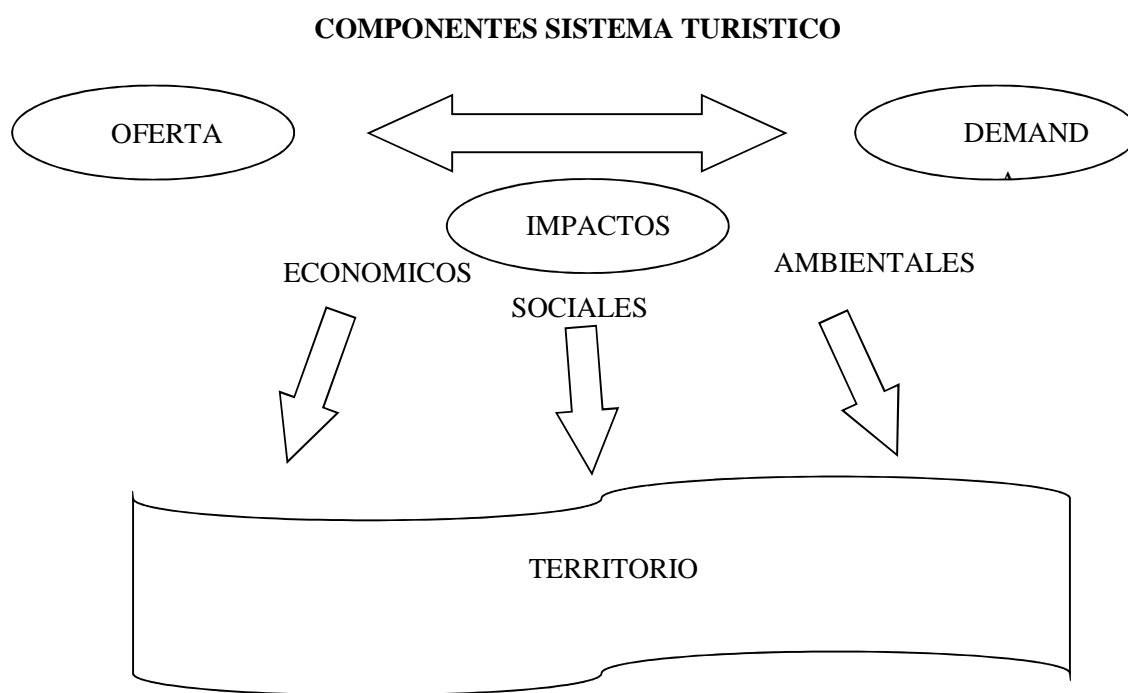 COMPONENTES SISTEMA TURISTICO
OFERTA
DEMAND
A
IMPACTOS
ECONOMICOS
AMBIENTALES
SOCIALES
TERRITORIO